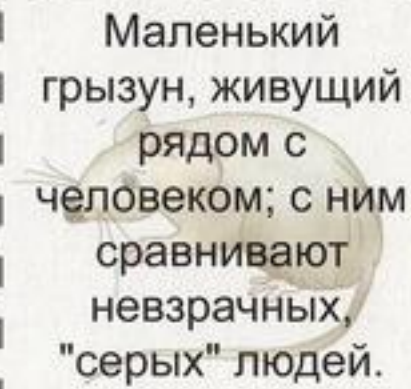 Маленький
грызун, живущий
рядом с
человеком; с ним
сравнивают
невзрачных,
"серых" людей.